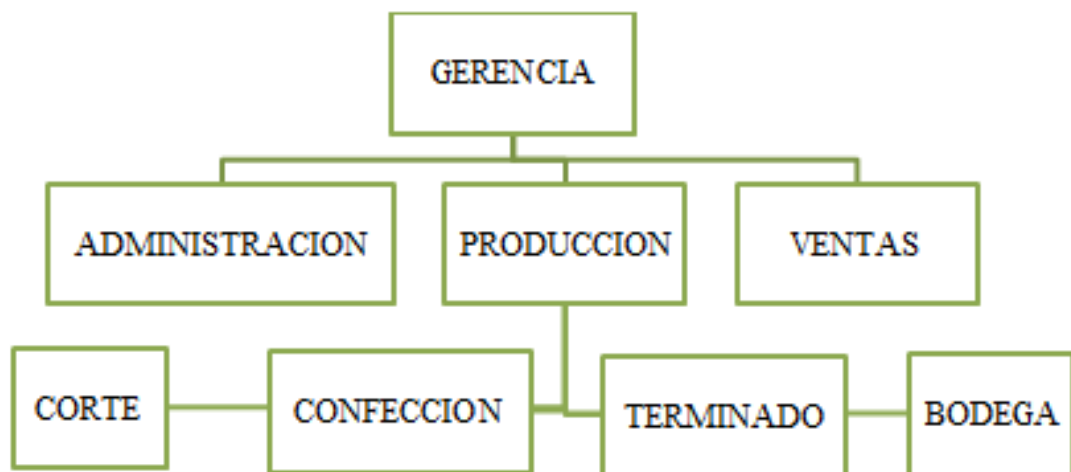 GERENCIA
ADMINISTRACION
PRODUCCION
VENTAS
CORTE
CONFECCION
TERMINADO
BODEGA